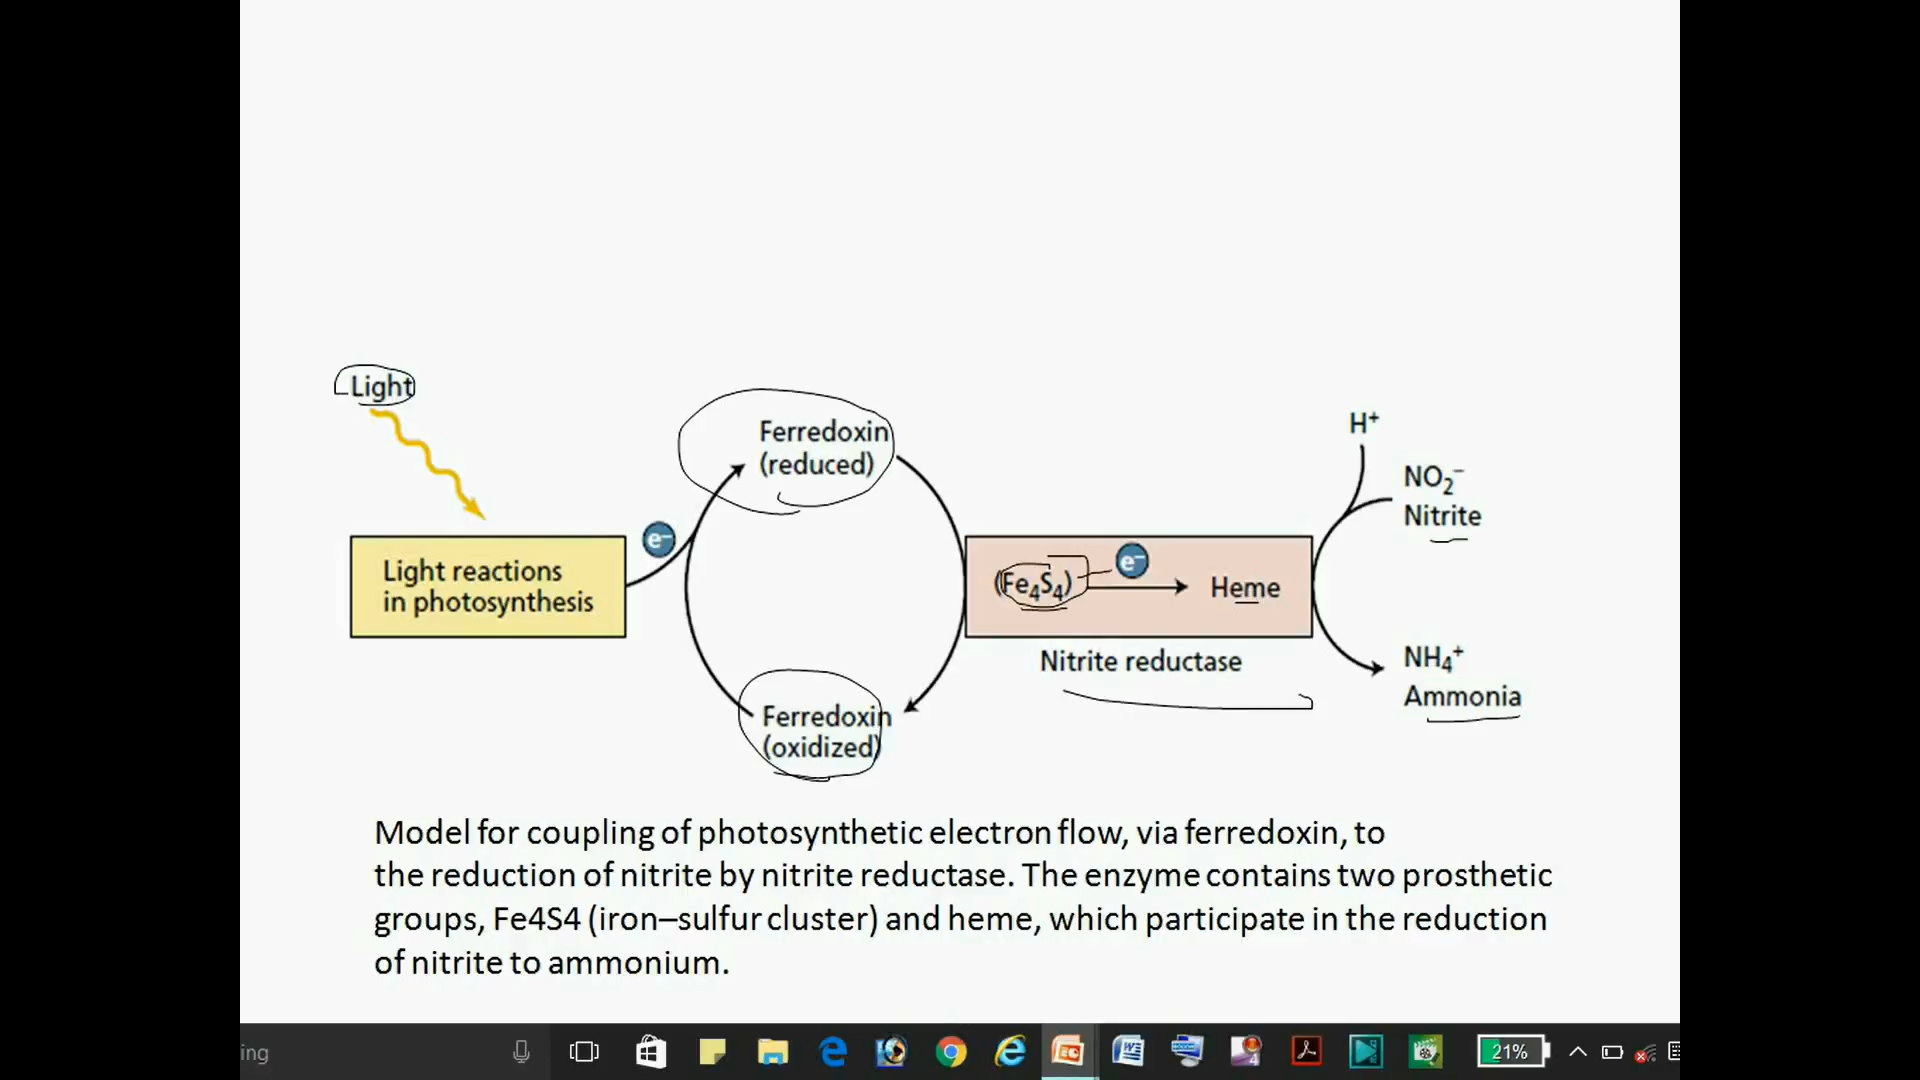 Light
Ferredoxin
(reduced)
H⁺
NO₂⁻
Nitrite
e⁻
Light reactions
in photosynthesis
(Fe₄S₄)
e⁻
Heme
Nitrite reductase
NH₄⁺
Ammonia
Ferredoxin
(oxidized)
Model for coupling of photosynthetic electron flow, via ferredoxin, to
the reduction of nitrite by nitrite reductase. The enzyme contains two prosthetic
groups, Fe4S4 (iron–sulfur cluster) and heme, which participate in the reduction
of nitrite to ammonium.
ing
21%